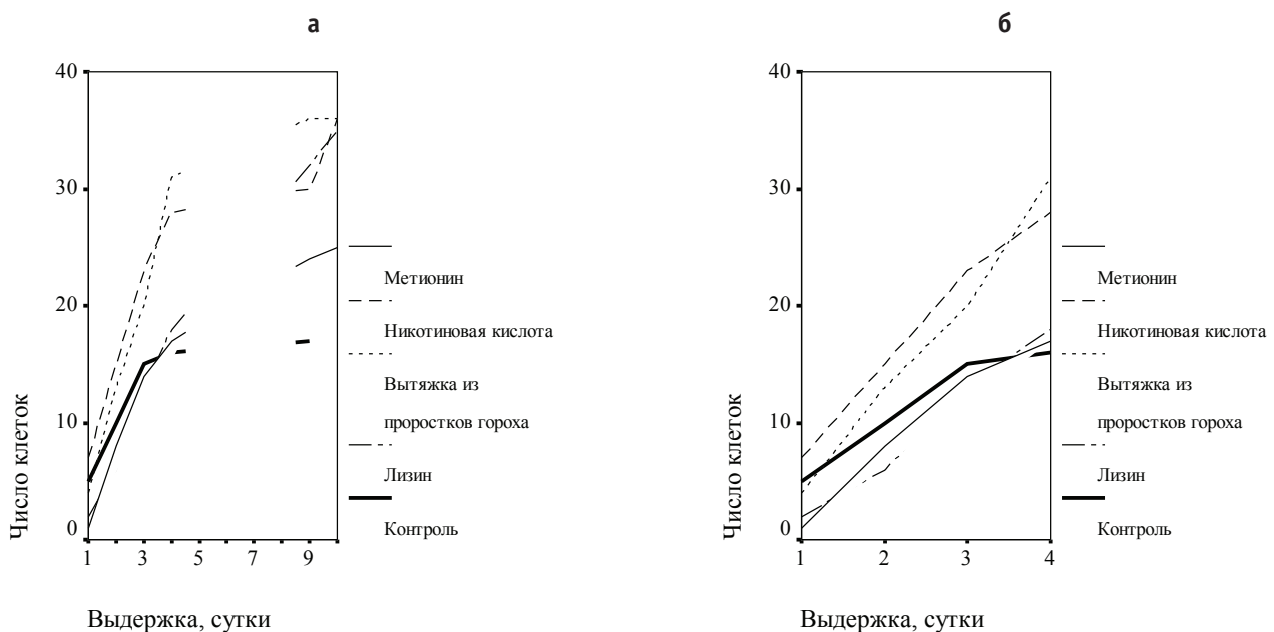 а
40
30
20
10
0
Число клеток
1 3 5 7 9
Выдержка, сутки
Метионин
Никотиновая кислота
Вытяжка из
проростков гороха
Лизин
Контроль
б
40
30
20
10
0
Число клеток
1 2 3 4
Выдержка, сутки
Метионин
Никотиновая кислота
Вытяжка из
проростков гороха
Лизин
Контроль